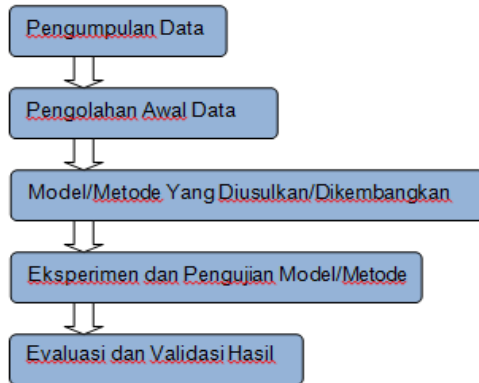 Pengumpulan Data
Pengolahan Awal Data
Model/Metode Yang Diusulkan/Dikembangkan
Eksperimen dan Pengujian Model/Metode
Evaluasi dan Validasi Hasil